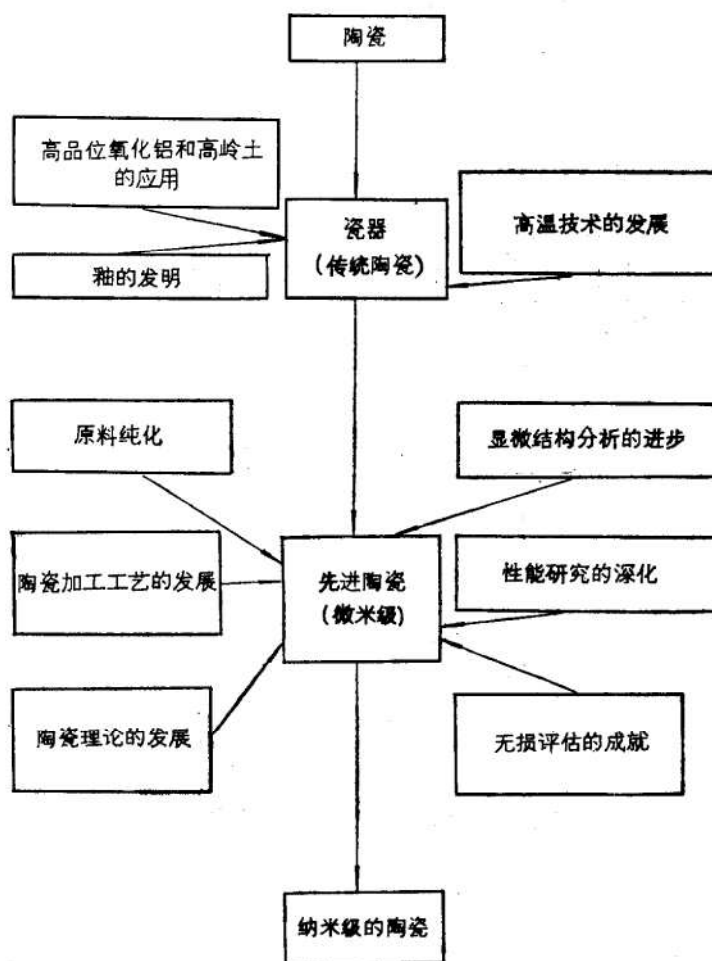 陶瓷
高品位氧化铝和高岭土
的应用
瓷器
(传统陶瓷)
高温技术的发展
釉的发明
原料纯化
显微结构分析的进步
陶瓷加工工艺的发展
先进陶瓷
(微米级)
性能研究的深化
陶瓷理论的发展
无损评估的成就
纳米级的陶瓷